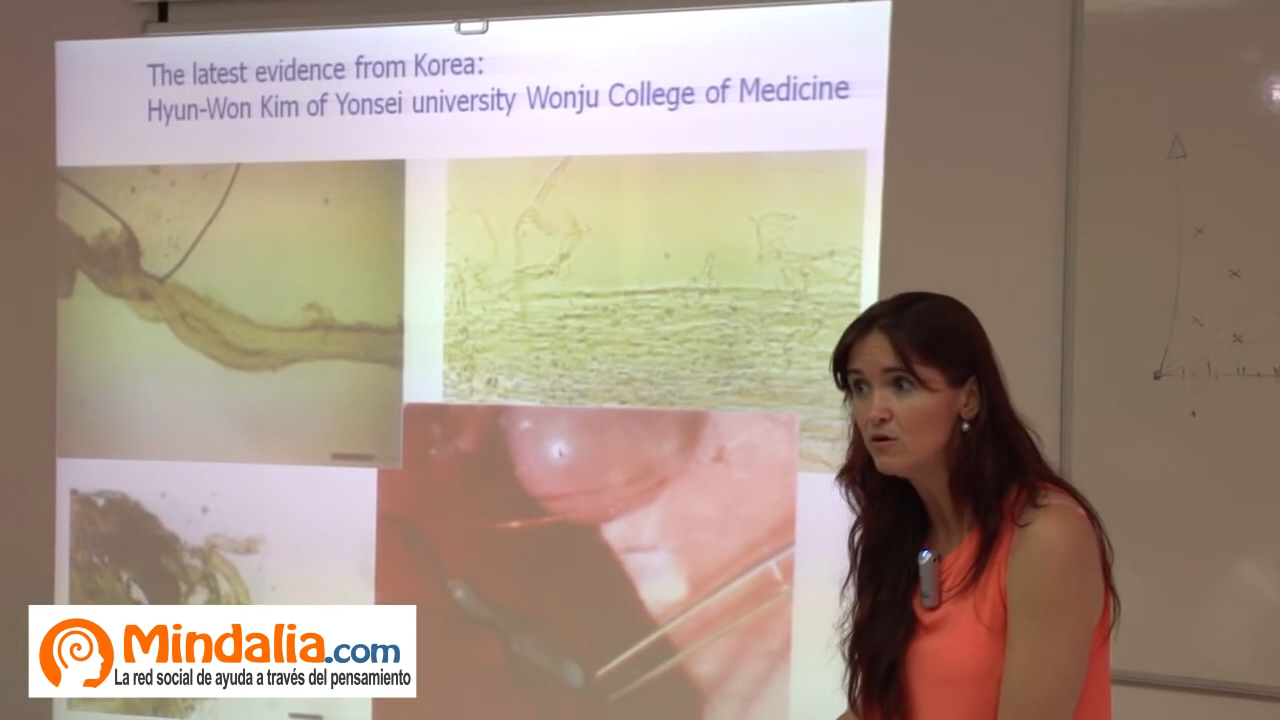 The latest evidence from Korea:
Hyun-Won Kim of Yonsei university Wonju College of Medicine
Mindalia.com
La red social de ayuda a través del pensamiento